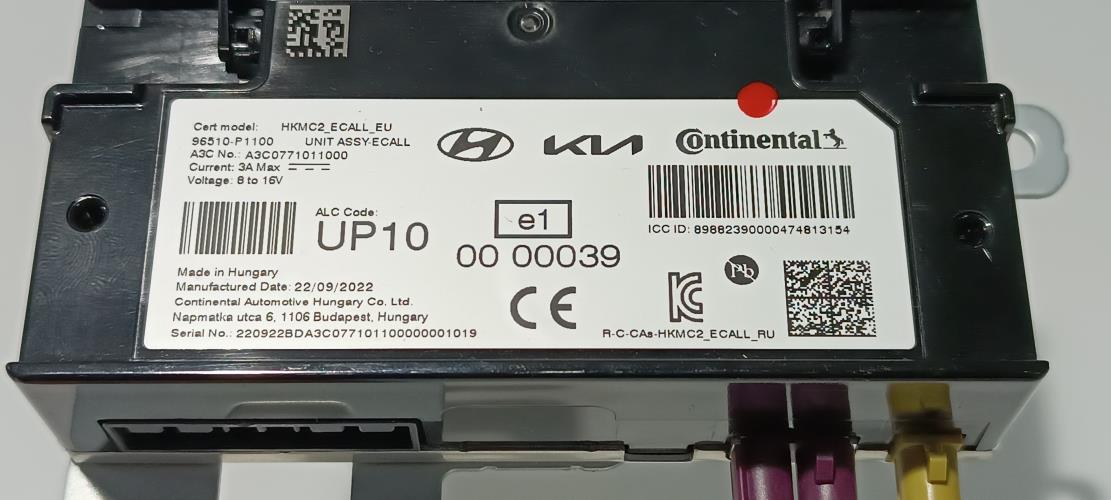 Cert model: HKMC2_ECALL_EU
96510-P1100 UNIT ASSY-ECALL
A3C No.: A3C0771011000
Current: 3A Max
Voltage: 8 to 16V
KIA
Continental
ALC Code:
UP10
e1
00 00039
ICC ID: 89882390000474813154
Made in Hungary
Manufactured Date: 22/09/2022
Continental Automotive Hungary Co. Ltd.
Napmatka utca 6, 1106 Budapest, Hungary
Serial No.: 220922BDA3C077101100000001019
CE
Pb
R-C-CAs-HKMC2_ECALL_RU